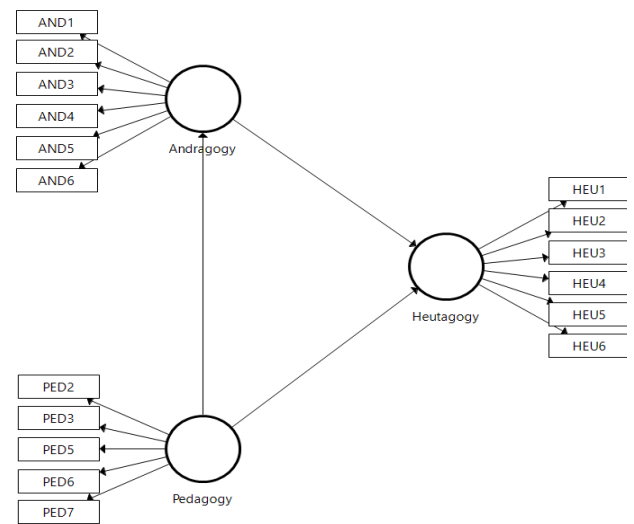 AND1
AND2
AND3
AND4
AND5
AND6
Andragogy
HEU1
HEU2
HEU3
HEU4
HEU5
HEU6
Heutagogy
PED2
PED3
PED5
PED6
PED7
Pedagogy